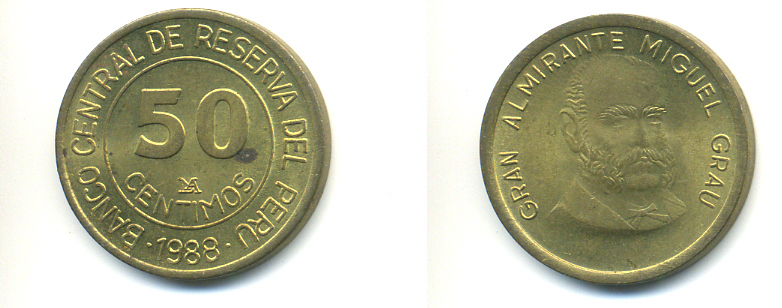 BANCO CENTRAL DE RESERVA DEL PERU
50
CENTIMOS
·1988·
GRAN ALMIRANTE MIGUEL GRAU